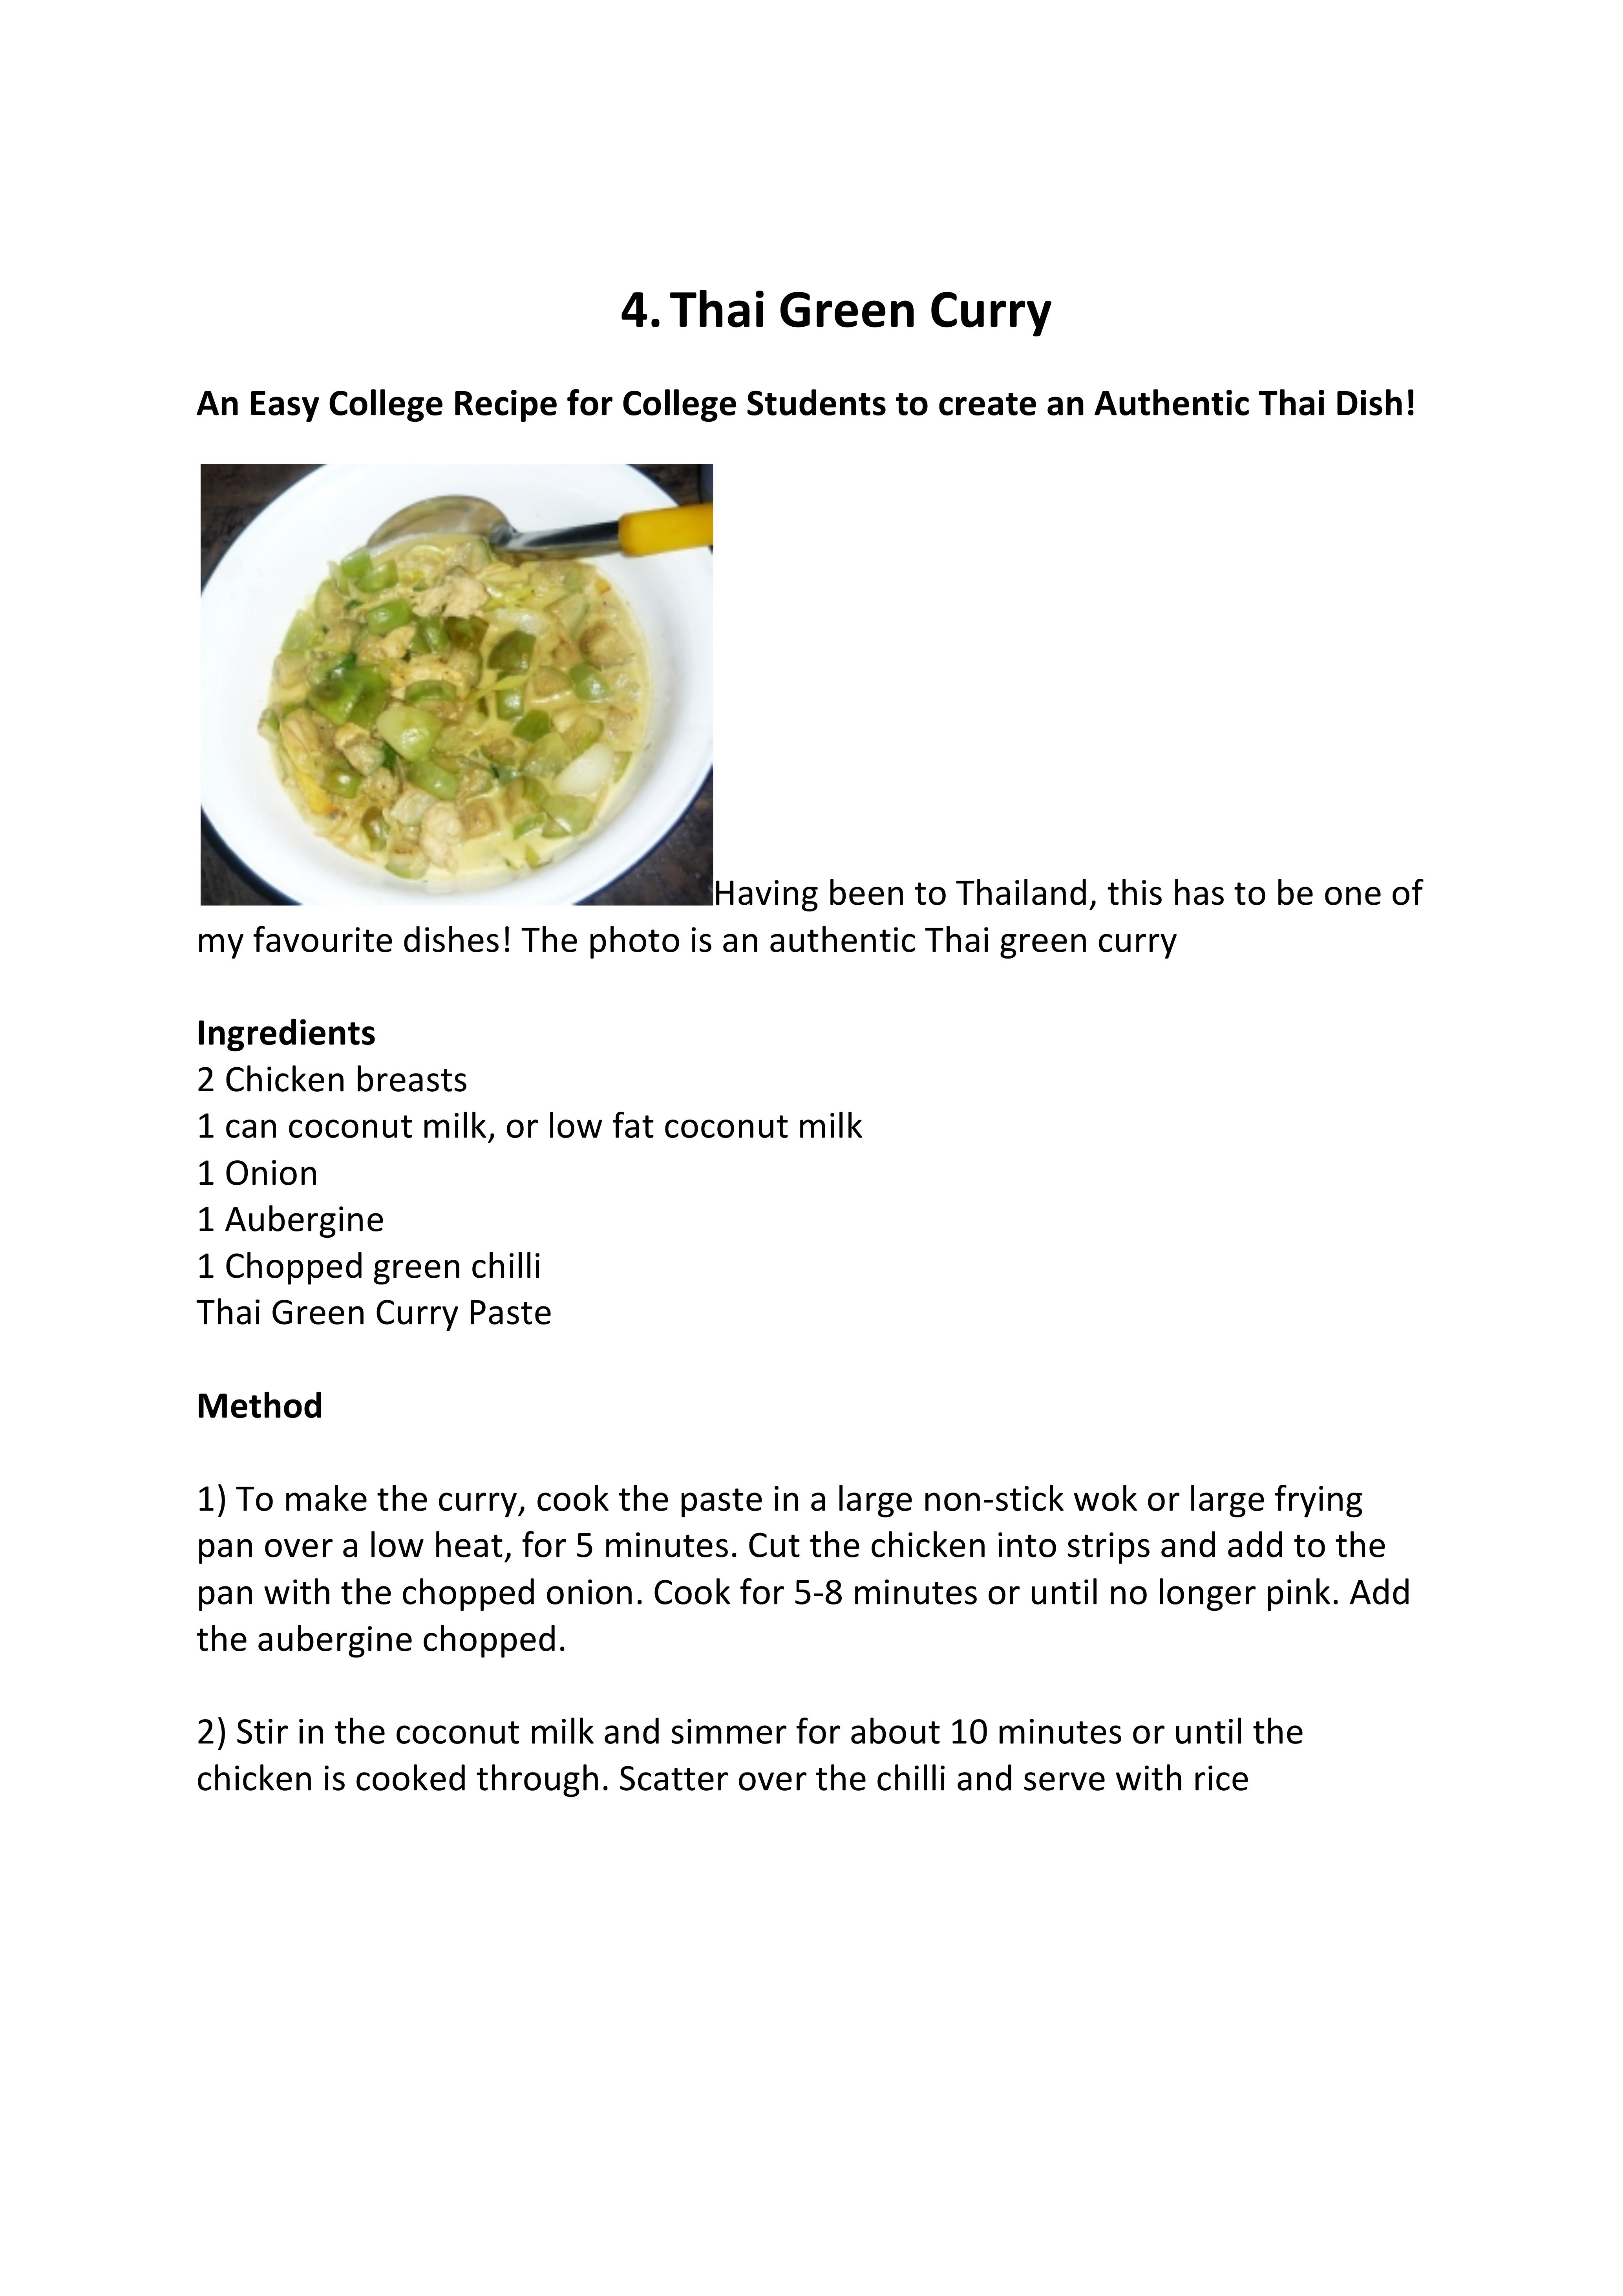 4. Thai Green Curry
An Easy College Recipe for College Students to create an Authentic Thai Dish!
Having been to Thailand, this has to be one of
my favourite dishes! The photo is an authentic Thai green curry
Ingredients
2 Chicken breasts
1 can coconut milk, or low fat coconut milk
1 Onion
1 Aubergine
1 Chopped green chilli
Thai Green Curry Paste
Method
1) To make the curry, cook the paste in a large non-stick wok or large frying
pan over a low heat, for 5 minutes. Cut the chicken into strips and add to the
pan with the chopped onion. Cook for 5-8 minutes or until no longer pink. Add
the aubergine chopped.
2) Stir in the coconut milk and simmer for about 10 minutes or until the
chicken is cooked through. Scatter over the chilli and serve with rice